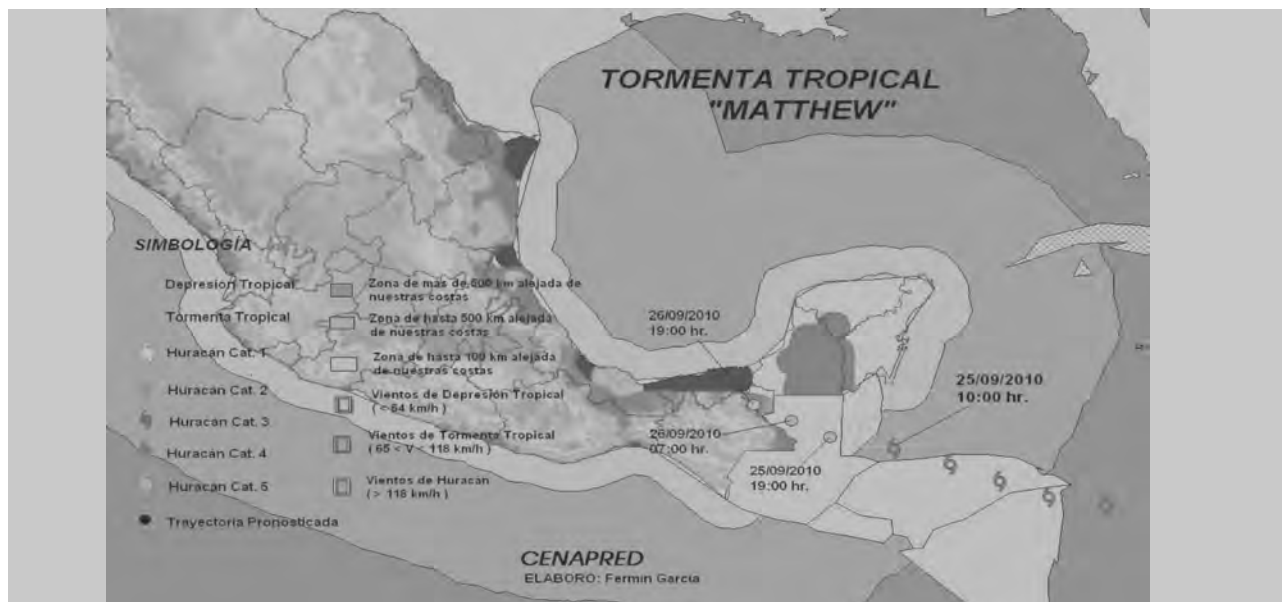 TORMENTA TROPICAL
"MATTHEW"
SIMBOLOGÍA
Depresión Tropical
Tormenta Tropical
Huracán Cat. 1
Huracán Cat. 2
Huracán Cat. 3
Huracán Cat. 4
Huracán Cat. 5
Trayectoria Pronosticada
Zona de más de 500 km alejada de
nuestras costas
Zona de hasta 500 km alejada
de nuestras costas
Zona de hasta 100 km alejada
de nuestras costas
Vientos de Depresión Tropical
( < 64 km/h )
Vientos de Tormenta Tropical
( 65 < V < 118 km/h )
Vientos de Huracán
( > 118 km/h )
26/09/2010
19:00 hr.
25/09/2010
10:00 hr.
26/09/2010
07:00 hr.
25/09/2010
19:00 hr.
CENAPRED
ELABORO: Fermín García